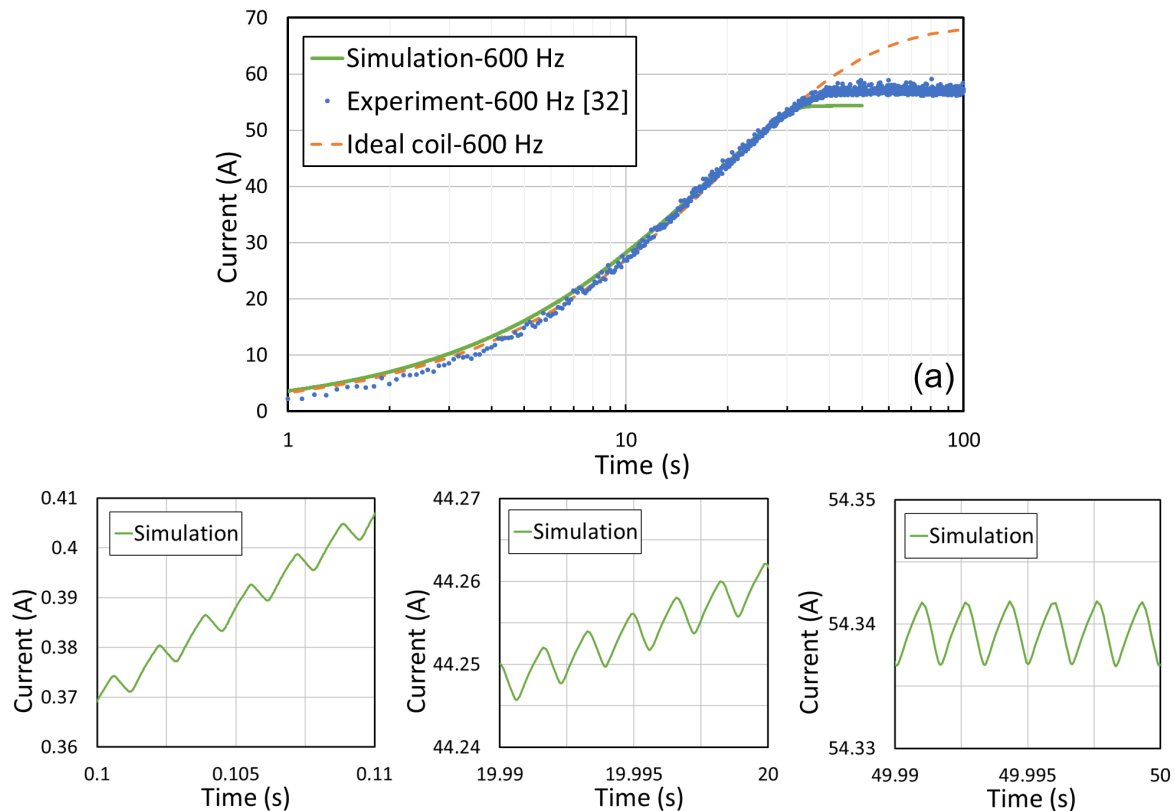 70
60
50
40
30
20
10
0
Current (A)
Simulation-600 Hz
Experiment-600 Hz [32]
Ideal coil-600 Hz
(a)
1
10
100
Time (s)
0.41
0.4
0.39
0.38
0.37
0.36
Current (A)
Simulation
0.1
0.105
0.11
Time (s)
44.27
44.26
44.25
44.24
Current (A)
Simulation
19.99
19.995
20
Time (s)
54.35
54.34
54.33
Current (A)
Simulation
49.99
49.995
50
Time (s)